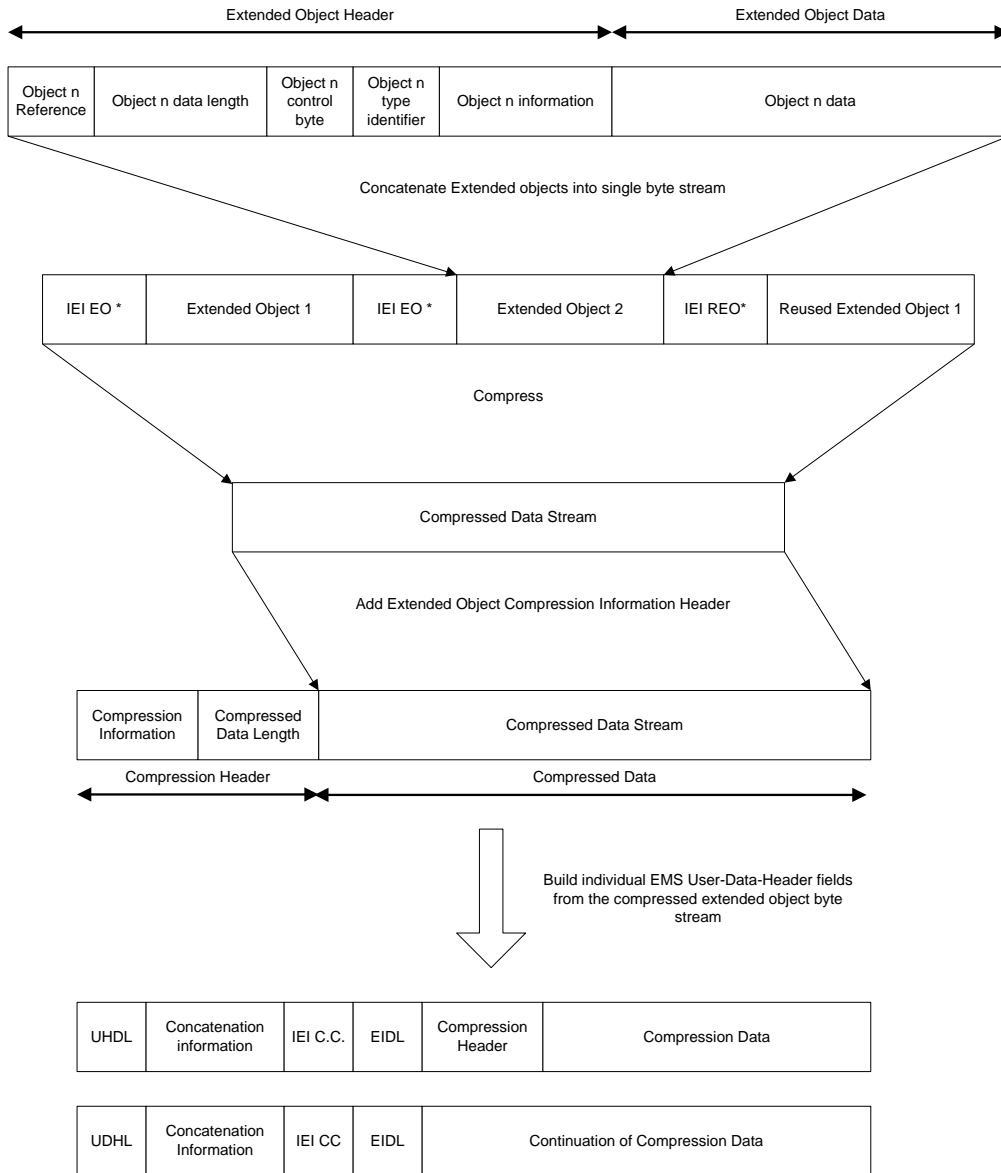 Extended Object Header
Extended Object Data
Object n
Reference
Object n data length
Object n
control
byte
Object n
type
identifier
Object n information
Object n data
Concatenate Extended objects into single byte stream
IEI EO *
Extended Object 1
IEI EO *
Extended Object 2
IEI REO*
Reused Extended Object 1
Compress
Compressed Data Stream
Add Extended Object Compression Information Header
Compression
Information
Compressed
Data Length
Compressed Data Stream
Compression Header
Compressed Data
Build individual EMS User-Data-Header fields
from the compressed extended object byte
stream
UHDL
Concatenation
information
IEI C.C.
EIDL
Compression
Header
Compression Data
UDHL
Concatenation
Information
IEI CC
EIDL
Continuation of Compression Data